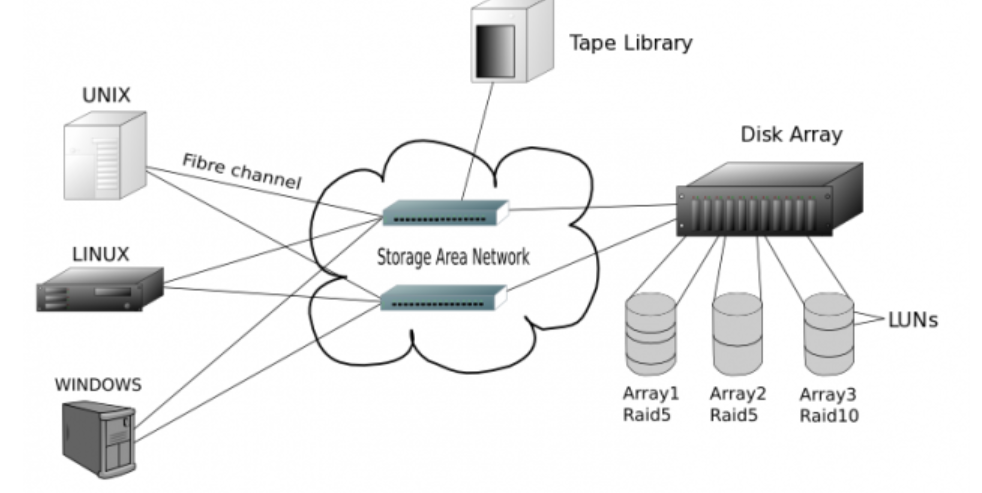 Tape Library
UNIX
Disk Array
Fibre channel
LINUX
Storage Area Network
LUNs
WINDOWS
Array1
Raid5
Array2
Raid5
Array3
Raid10